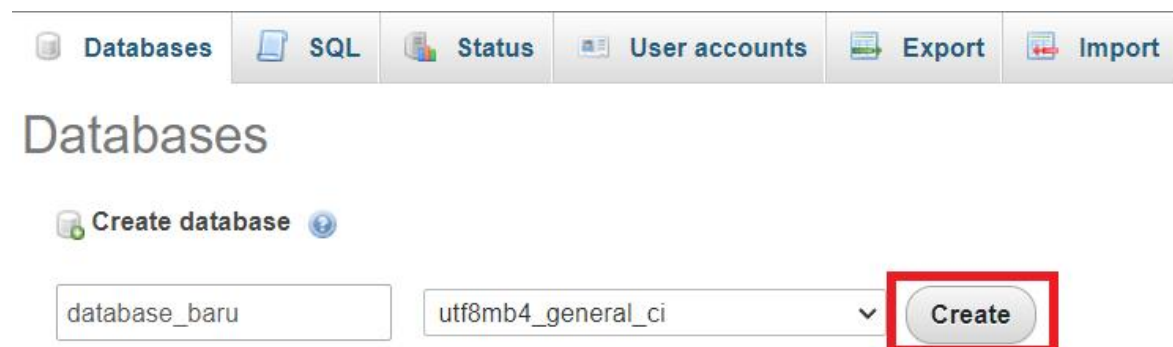 Databases SQL Status User accounts Export Import
Databases
Create database
database_baru utf8mb4_general_ci Create